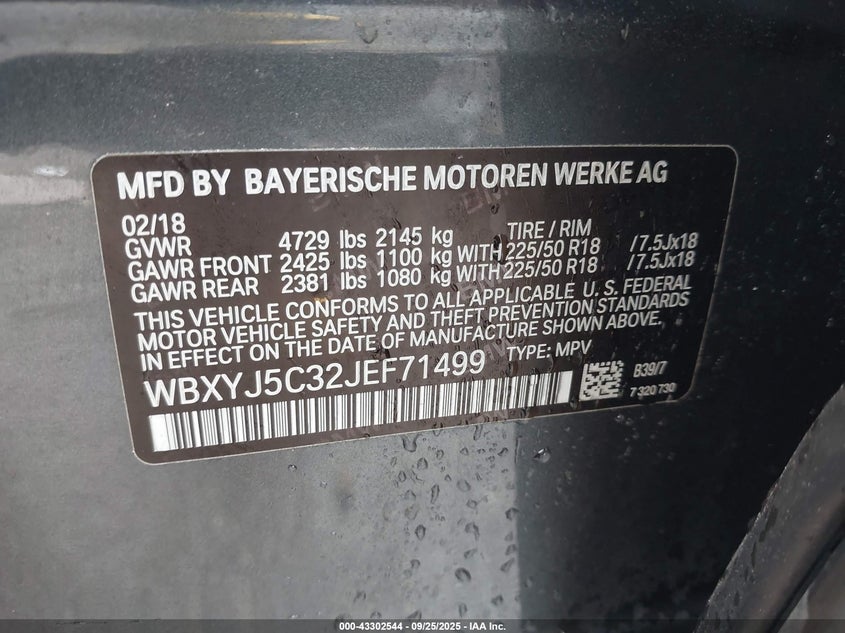 MFD BY BAYERISCHE MOTOREN WERKE AG
02/18 TIRE / RIM
GVWR 4729 lbs 2145 kg
GAWR FRONT 2425 lbs 1100 kg WITH 225/50 R18 /7.5Jx18
GAWR REAR 2381 lbs 1080 kg WITH 225/50 R18 /7.5Jx18
THIS VEHICLE CONFORMS TO ALL APPLICABLE U. S. FEDERAL
MOTOR VEHICLE SAFETY AND THEFT PREVENTION STANDARDS
IN EFFECT ON THE DATE OF MANUFACTURE SHOWN ABOVE.
WBXYJ5C32JEF71499 TYPE: MPV
B39/7
7 320 730
000-43302544 - 09/25/2025 - IAA Inc.